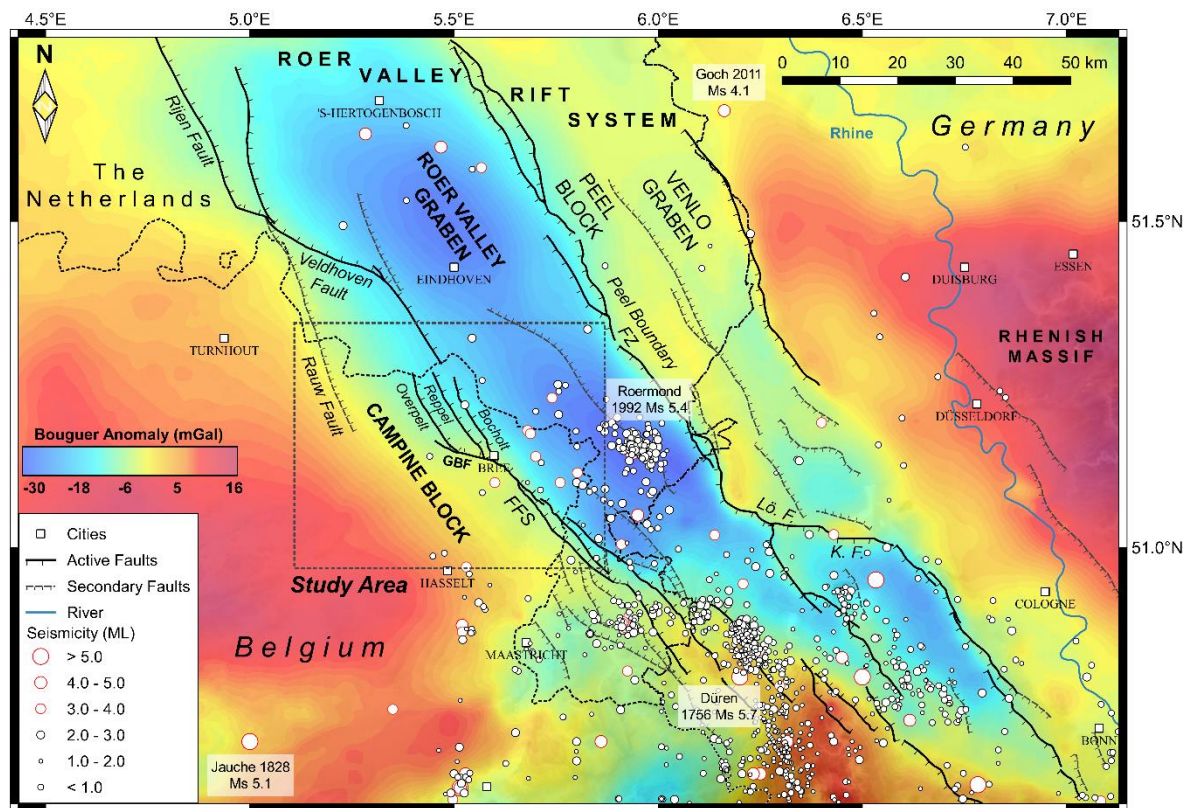 4.5°E
5.0°E
5.5°E
6.0°E
6.5°E
7.0°E
N
ROER
VALLEY
RIFT
SYSTEM
0 10 20 30 40 50 km
Goch 2011
Ms 4.1
Rhine
Germany
Rijen Fault
'S-HERTOGENBOSCH
The
Netherlands
ROER VALLEY
GRABEN
PEEL
BLOCK
VENLO
GRABEN
51.5°N
EINDHOVEN
DUISBURG
ESSEN
Veldhoven
Fault
Peel Boundary
FZ
TURNHOUT
RHENISH
MASSIF
Rauw Fault
Overpelt
Reppel
Bocholt
Roermond
1992 Ms 5.4
DÜSSELDORF
CAMPINE BLOCK
GBF
BREE
FFS
Bouguer Anomaly (mGal)
-30 -18 -6 5 16
Lö. F.
K. F.
51.0°N
Cities
Active Faults
Secondary Faults
River
Seismicity (ML)
> 5.0
4.0 - 5.0
3.0 - 4.0
2.0 - 3.0
1.0 - 2.0
< 1.0
HASSELT
Study Area
COLOGNE
Belgium
MAASTRICHT
Düren
1756 Ms 5.7
BONN
Jauche 1828
Ms 5.1